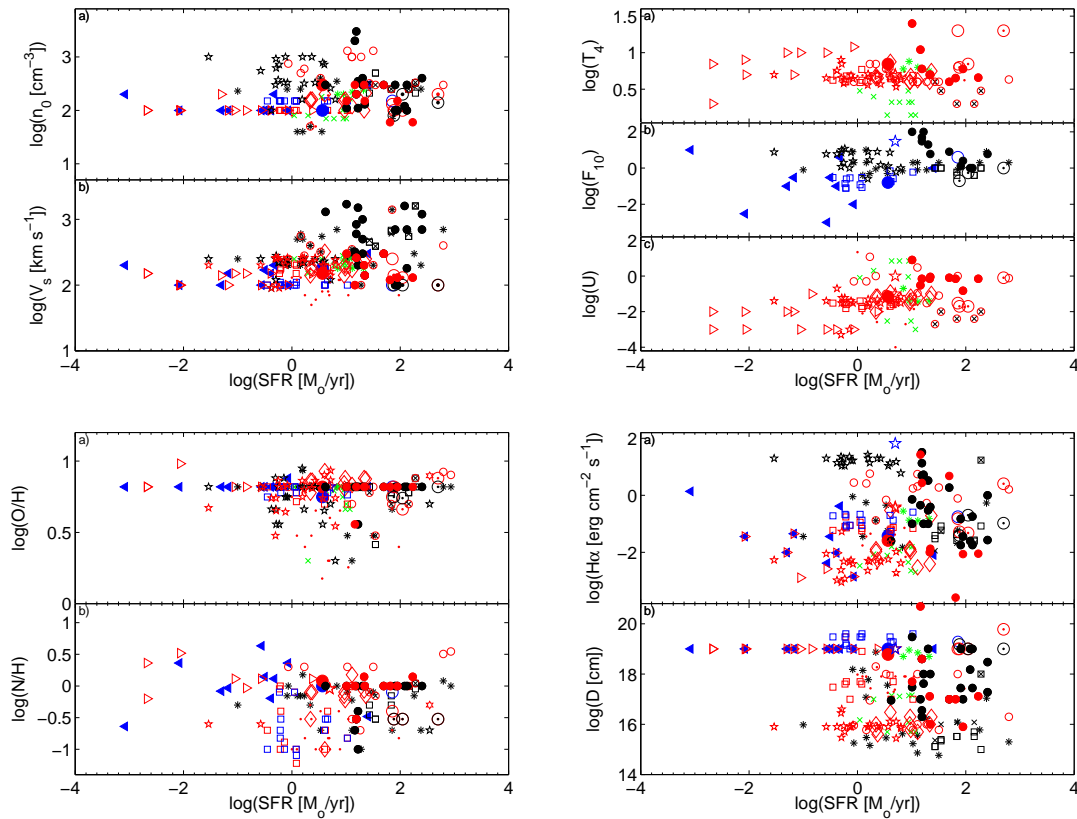 a)
log(n₀ [cm⁻³])
3
2
1
b)
log(Vₛ [km s⁻¹])
3
2
1
−4
−2
0
2
4
log(SFR [Mₒ/yr])
a)
log(T₄)
1.5
1
0.5
b)
log(F₁₀)
2
0
−2
c)
log(U)
2
0
−2
−4
−4
−2
0
2
4
log(SFR [Mₒ/yr])
a)
log(O/H)
1
0.5
0
b)
log(N/H)
0.5
0
−0.5
−1
−4
−2
0
2
4
log(SFR [Mₒ/yr])
a)
log(Hα [erg cm⁻² s⁻¹])
2
0
−2
b)
log(D [cm])
20
18
16
14
−4
−2
0
2
4
log(SFR [Mₒ/yr])